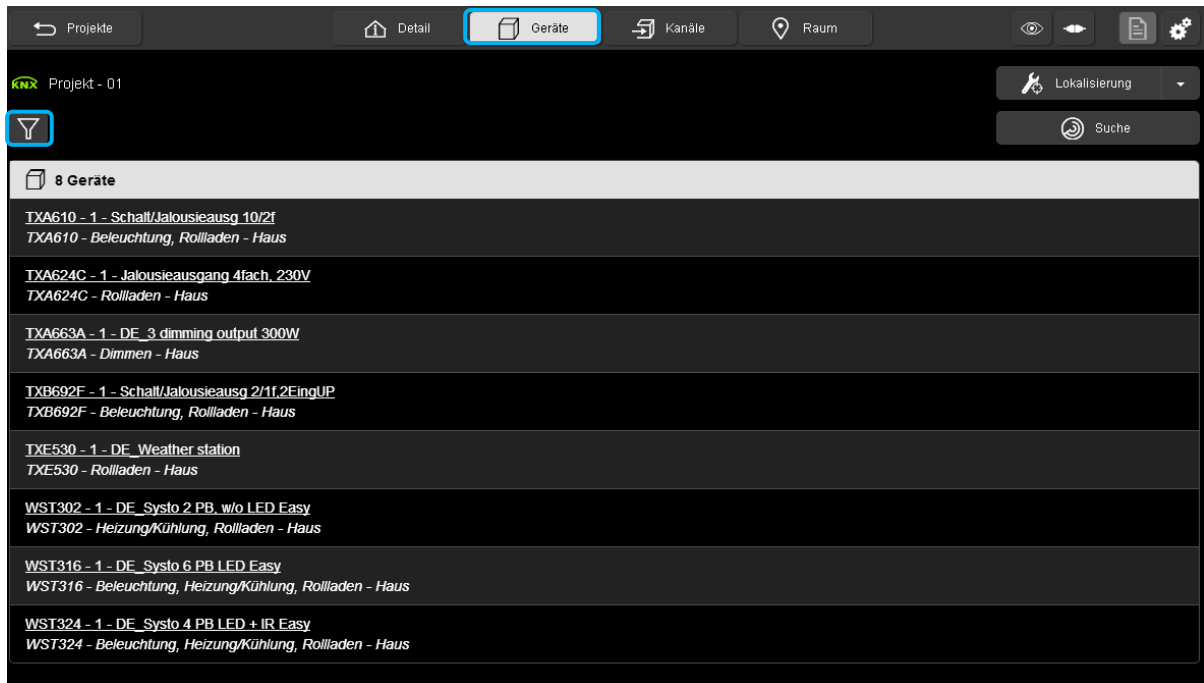 Projekte
Detail
Geräte
Kanäle
Raum
KNX Projekt - 01
Lokalisierung
Suche
8 Geräte
TXA610 - 1 - Schalt/Jalousieausg 10/2f
TXA610 - Beleuchtung, Rollladen - Haus
TXA624C - 1 - Jalousieausgang 4fach, 230V
TXA624C - Rollladen - Haus
TXA663A - 1 - DE_3 dimming output 300W
TXA663A - Dimmen - Haus
TXB692F - 1 - Schalt/Jalousieausg 2/1f,2EingUP
TXB692F - Beleuchtung, Rollladen - Haus
TXE530 - 1 - DE_Weather station
TXE530 - Rollladen - Haus
WST302 - 1 - DE_Systo 2 PB, w/o LED Easy
WST302 - Heizung/Kühlung, Rollladen - Haus
WST316 - 1 - DE_Systo 6 PB LED Easy
WST316 - Beleuchtung, Heizung/Kühlung, Rollladen - Haus
WST324 - 1 - DE_Systo 4 PB LED + IR Easy
WST324 - Beleuchtung, Heizung/Kühlung, Rollladen - Haus